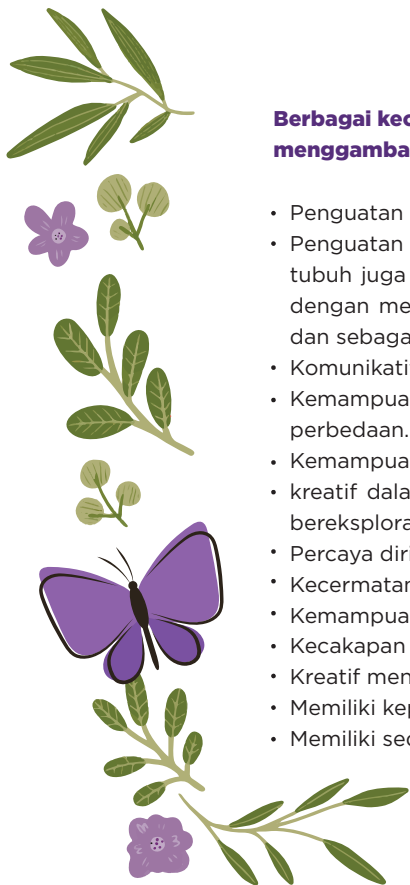 Berbagai kec
menggamba
• Penguatan
• Penguatan
tubuh juga
dengan me
dan sebaga
• Komunikati
• Kemampua
perbedaan.
• Kemampua
• kreatif dala
bereksplora
• Percaya diri
• Kecermatan
• Kemampua
• Kecakapan
• Kreatif men
• Memiliki kep
• Memiliki sec